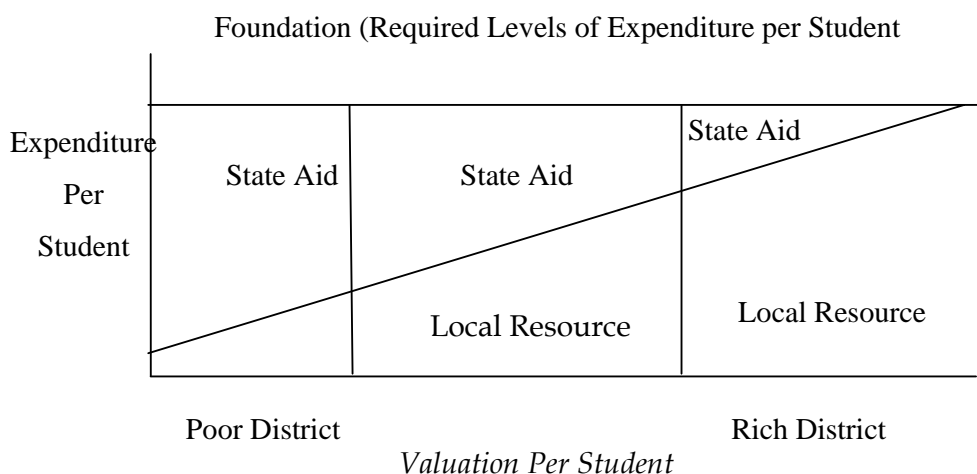 Foundation (Required Levels of Expenditure per Student
Expenditure
Per
Student
State Aid
State Aid
State Aid
Local Resource
Local Resource
Poor District
Rich District
Valuation Per Student